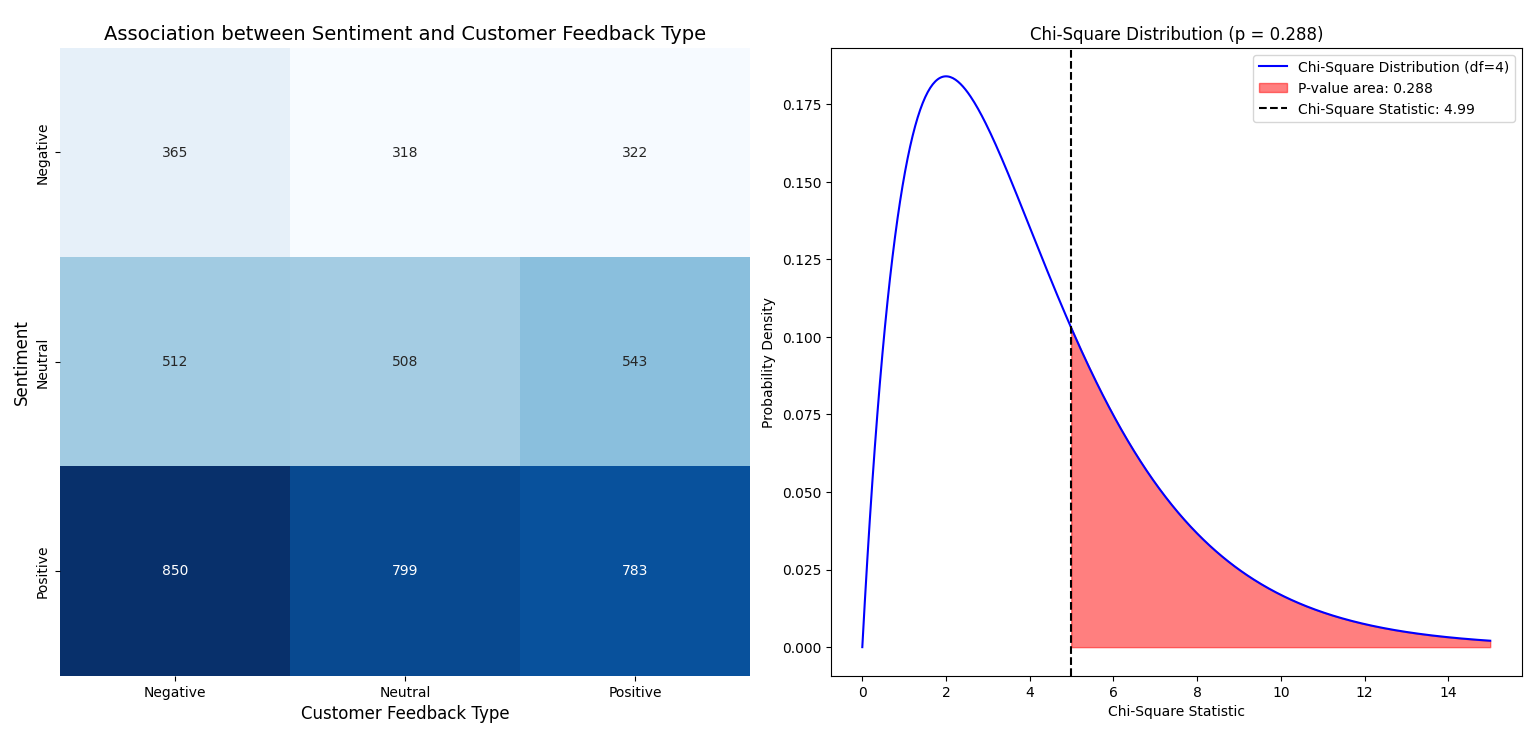 Association between Sentiment and Customer Feedback Type
Sentiment
Negative
365 318 322
Neutral
512 508 543
Positive
850 799 783
Negative Neutral Positive
Customer Feedback Type
Chi-Square Distribution (p = 0.288)
Chi-Square Distribution (df=4)
P-value area: 0.288
Chi-Square Statistic: 4.99
Probability Density
0.175
0.150
0.125
0.100
0.075
0.050
0.025
0.000
0 2 4 6 8 10 12 14
Chi-Square Statistic